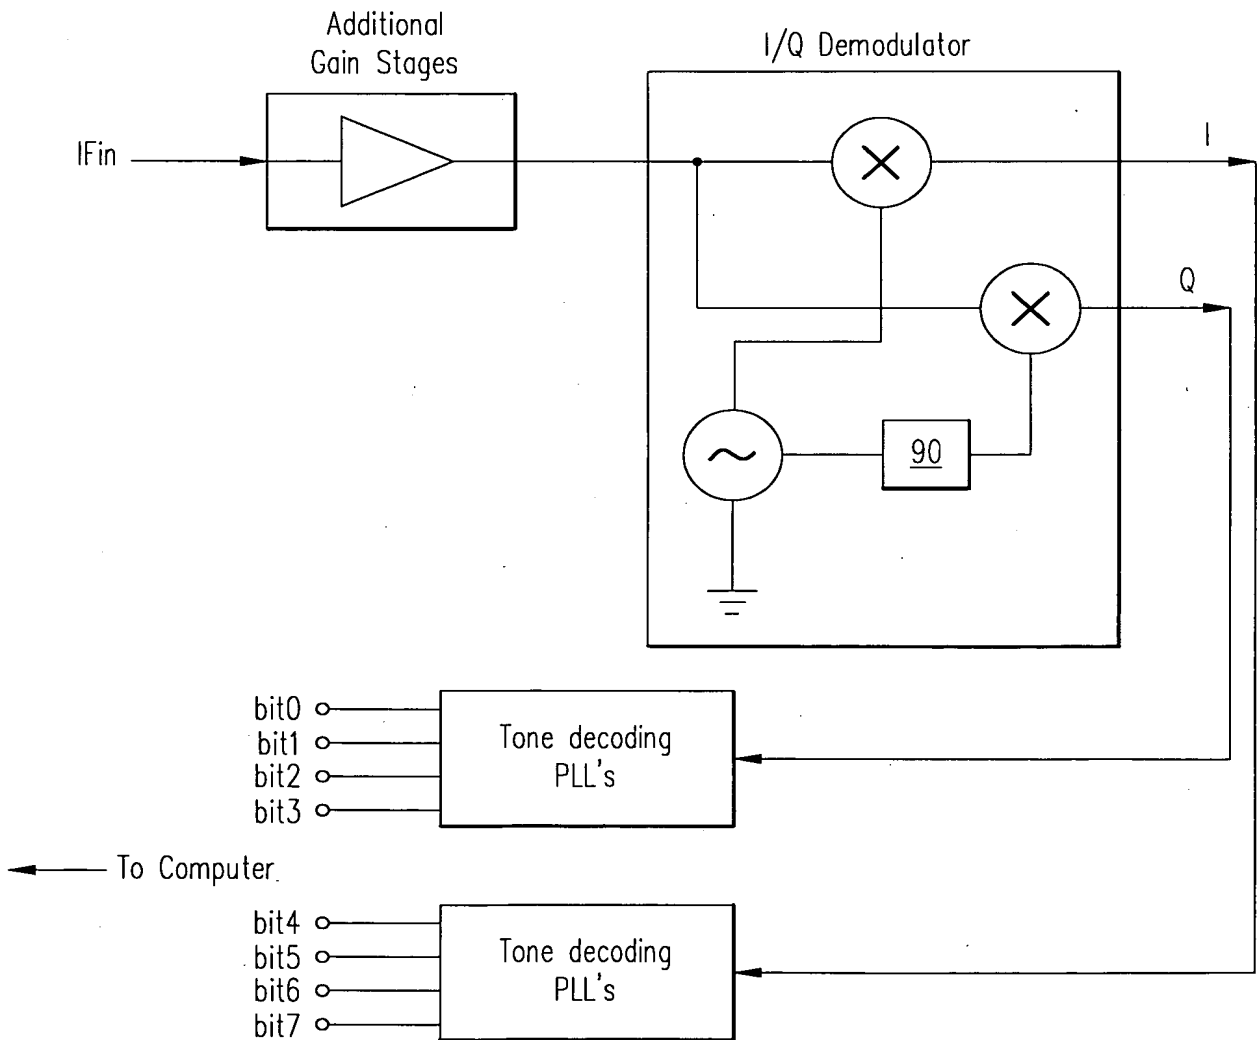 Additional
Gain Stages
I/Q Demodulator
IFin
I
Q
90
bit0
bit1
bit2
bit3
Tone decoding
PLL's
To Computer
bit4
bit5
bit6
bit7
Tone decoding
PLL's